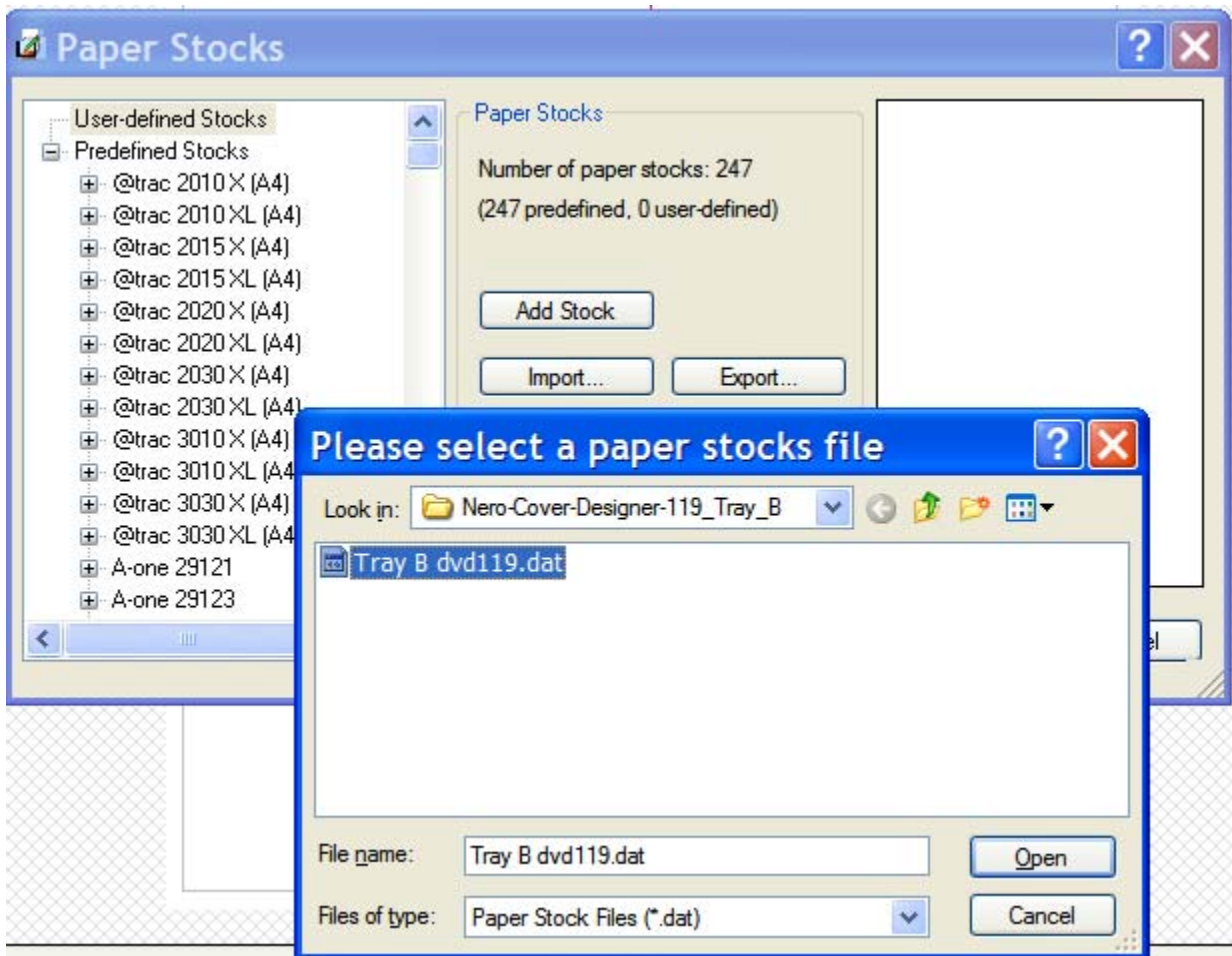 Paper Stocks
User-defined Stocks
Predefined Stocks
@trac 2010 X (A4)
@trac 2010 XL (A4)
@trac 2015 X (A4)
@trac 2015 XL (A4)
@trac 2020 X (A4)
@trac 2020 XL (A4)
@trac 2030 X (A4)
@trac 2030 XL (A4)
@trac 3010 X (A4)
@trac 3010 XL (A4
@trac 3030 X (A4)
@trac 3030 XL (A4
A-one 29121
A-one 29123
Paper Stocks
Number of paper stocks: 247
(247 predefined, 0 user-defined)
Add Stock
Import...
Export...
Please select a paper stocks file
Look in:
Nero-Cover-Designer-119_Tray_B
Tray B dvd119.dat
File name:
Tray B dvd119.dat
Open
Files of type:
Paper Stock Files (*.dat)
Cancel